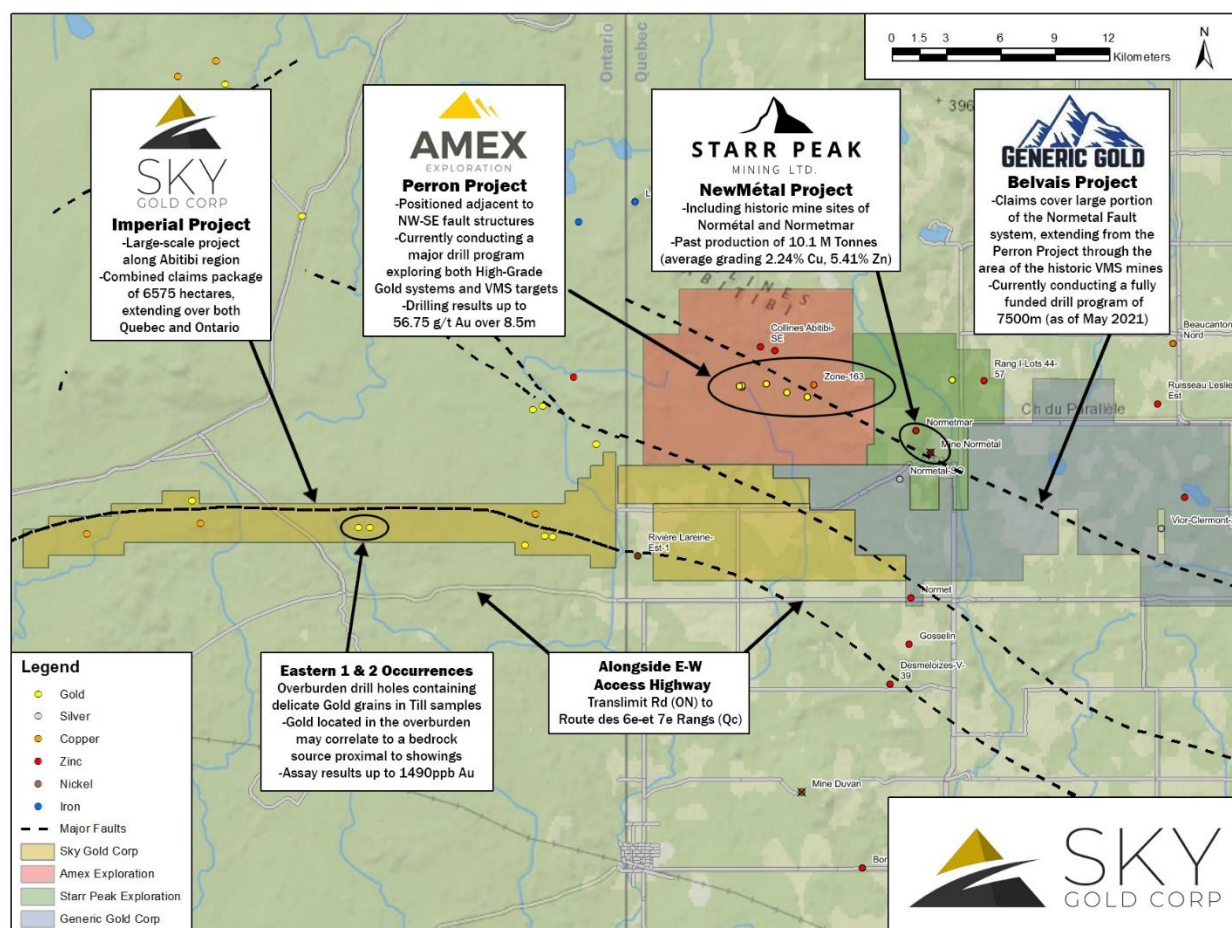 Ontario
Quebec
0 1.5 3 6 9 12
Kilometers
N
396
SKY
GOLD CORP
Imperial Project
-Large-scale project
along Abitibi region
-Combined claims package
of 6575 hectares,
extending over both
Quebec and Ontario
AMEX
EXPLORATION
Perron Project
-Positioned adjacent to
NW-SE fault structures
-Currently conducting a
major drill program
exploring both High-Grade
Gold systems and VMS targets
-Drilling results up to
56.75 g/t Au over 8.5m
STARR PEAK
MINING LTD.
NewMétal Project
-Including historic mine sites of
Normétal and Normetmar
-Past production of 10.1 M Tonnes
(average grading 2.24% Cu, 5.41% Zn)
GENERIC GOLD
Belvais Project
-Claims cover large portion
of the Normetal Fault
system, extending from the
Perron Project through the
area of the historic VMS mines
-Currently conducting a fully
funded drill program of
7500m (as of May 2021)
Collines Abitibi-
SE
Zone-163
Rang I-Lots 44-
57
Beaucanton
Nord
Ruisseau Leslie
Est
Ch du Parallèle
Normetmar
Mine Normétal
Normetal-SO
Vior-Clermont-
Rivière Lareine-
Est-1
Normet
Gosselin
Desmeloizes-V-
39
Mine Duvan
Bor
Eastern 1 & 2 Occurrences
Overburden drill holes containing
delicate Gold grains in Till samples
-Gold located in the overburden
may correlate to a bedrock
source proximal to showings
-Assay results up to 1490ppb Au
Alongside E-W
Access Highway
Translimit Rd (ON) to
Route des 6e-et 7e Rangs (Qc)
Legend
Gold
Silver
Copper
Zinc
Nickel
Iron
Major Faults
Sky Gold Corp
Amex Exploration
Starr Peak Exploration
Generic Gold Corp
SKY
GOLD CORP